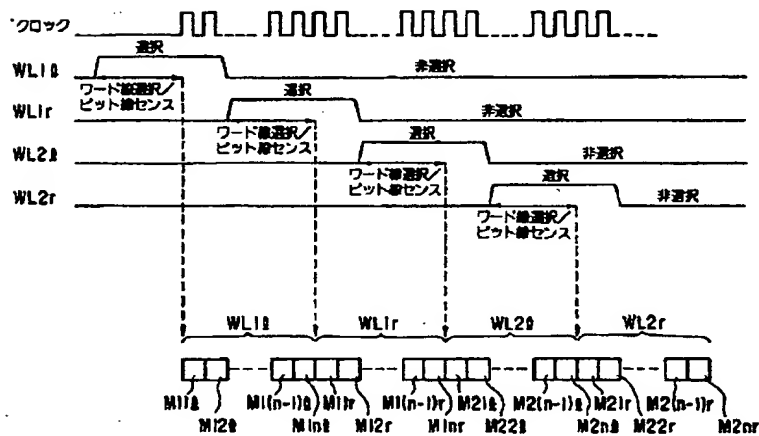 クロック
選択
WL1ℓ
非選択
ワード線選択/
ビット線センス
選択
WL1r
非選択
ワード線選択/
ビット線センス
選択
WL2ℓ
非選択
ワード線選択/
ビット線センス
選択
WL2r
非選択
ワード線選択/
ビット線センス
WL1ℓ WL1r WL2ℓ WL2r
M11ℓ M1(n-1)ℓ M11r M1(n-1)r M21ℓ M2(n-1)ℓ M21r M2(n-1)r
M12ℓ M1nℓ M12r M1nr M22ℓ M2nℓ M22r M2nr